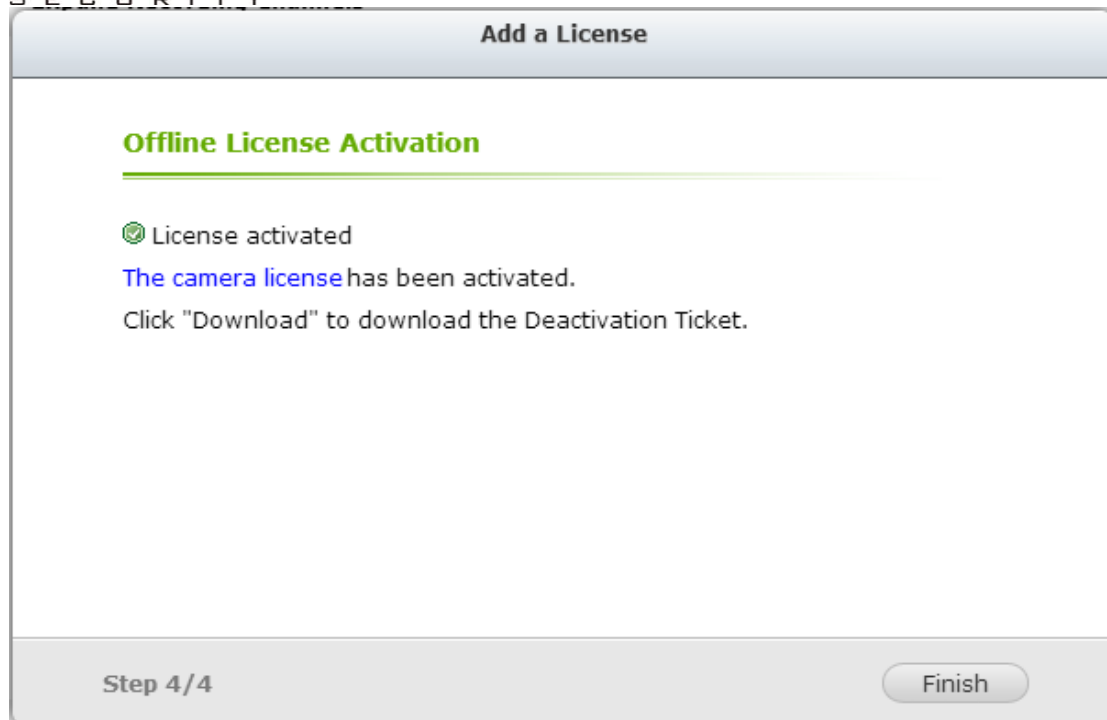 Add a License
Offline License Activation
License activated
The camera license has been activated.
Click "Download" to download the Deactivation Ticket.
Step 4/4
Finish